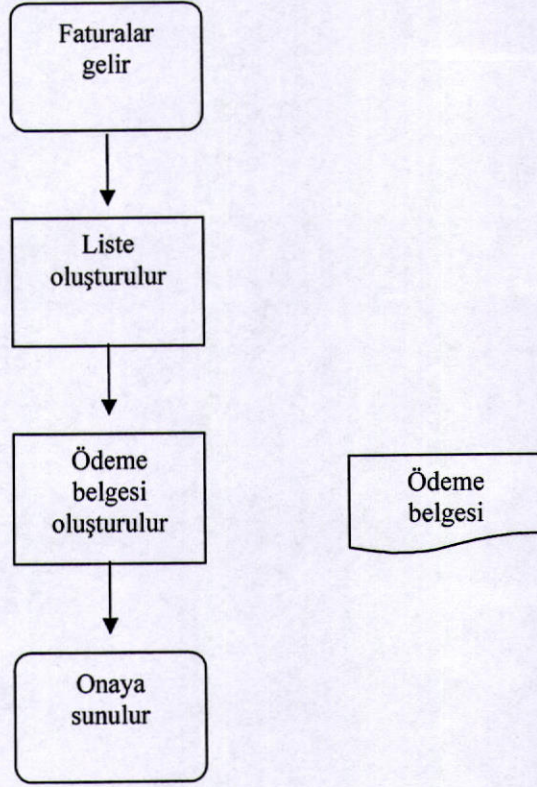 Faturalar
gelir
Liste
oluşturulur
Ödeme
belgesi
oluşturulur
Ödeme
belgesi
Onaya
sunulur